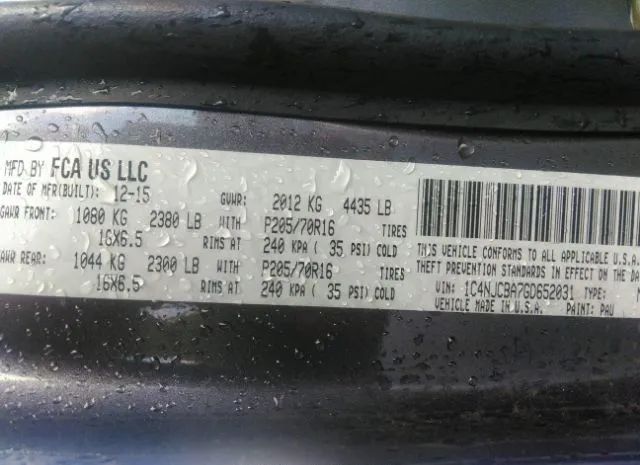 MFD BY FCA US LLC
DATE OF MFR(BUILT): 12-15 GVWR: 2012 KG 4435 LB
GAWR FRONT: 1080 KG 2380 LB WITH P205/70R16 TIRES
16X6.5 RIMS AT 240 KPA ( 35 PSI) COLD
GAWR REAR: 1044 KG 2300 LB WITH P205/70R16 TIRES
16X6.5 RIMS AT 240 KPA ( 35 PSI) COLD
THIS VEHICLE CONFORMS TO ALL APPLICABLE U.S.A.
THEFT PREVENTION STANDARDS IN EFFECT ON THE
VIN: 1C4NJCBA7GD652031 TYPE:
VEHICLE MADE IN U.S.A. PAINT: PAU